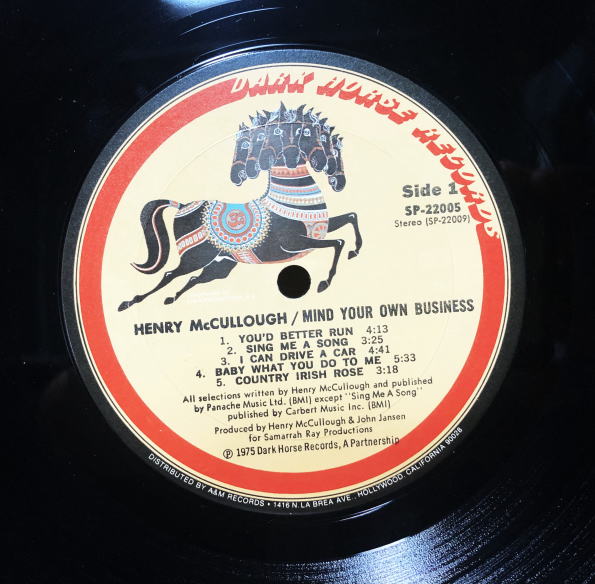 DARK HORSE RECORDS
Side 1
SP-22005
Stereo (SP-22009)
HENRY McCULLOUGH / MIND YOUR OWN BUSINESS
1. YOU'D BETTER RUN 4:13
2. SING ME A SONG 3:25
3. I CAN DRIVE A CAR 4:41
4. BABY WHAT YOU DO TO ME 5:33
5. COUNTRY IRISH ROSE 3:18
All selections written by Henry McCullough and published
by Panache Music Ltd. (BMI) except "Sing Me A Song"
published by Carbert Music Inc. (BMI)
Produced by Henry McCullough & John Jansen
for Samarrah Ray Productions
℗ 1975 Dark Horse Records, A Partnership
DISTRIBUTED BY A&M RECORDS • 1416 N. LA BREA AVE., HOLLYWOOD, CALIFORNIA 90028